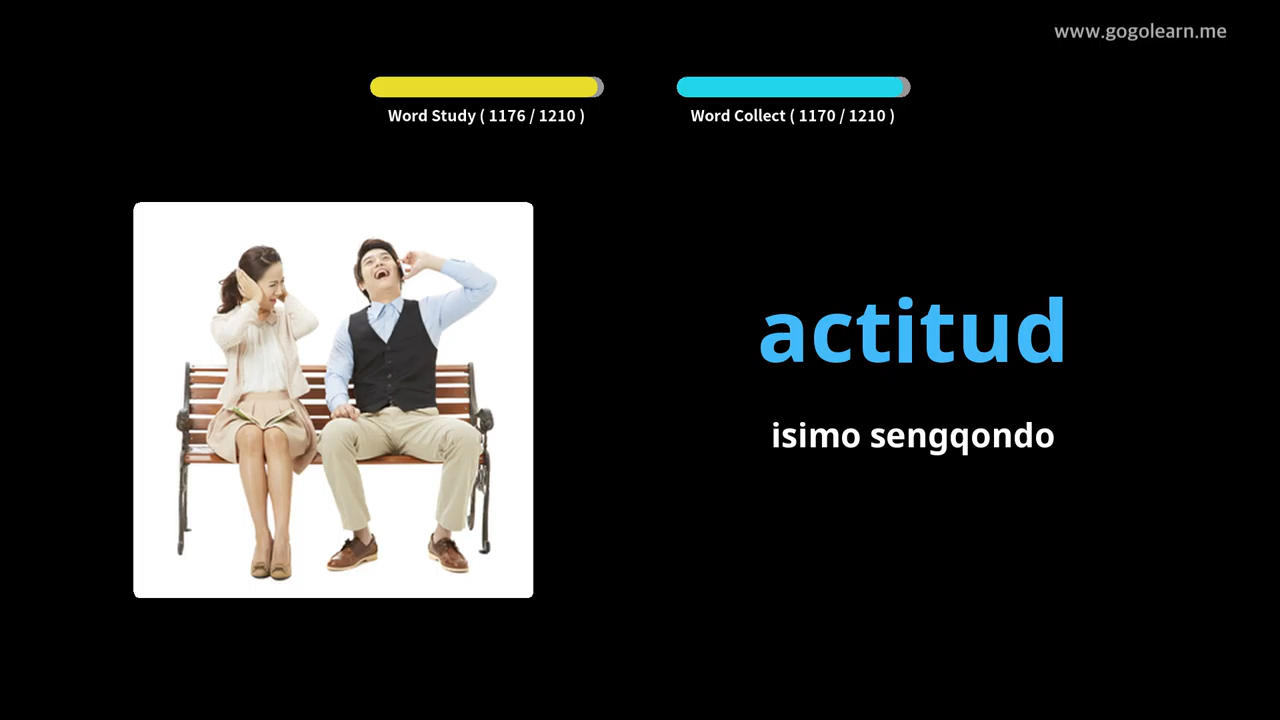 www.gogolearn.me
Word Study ( 1176 / 1210 )
Word Collect ( 1170 / 1210 )
actitud
isimo sengqondo